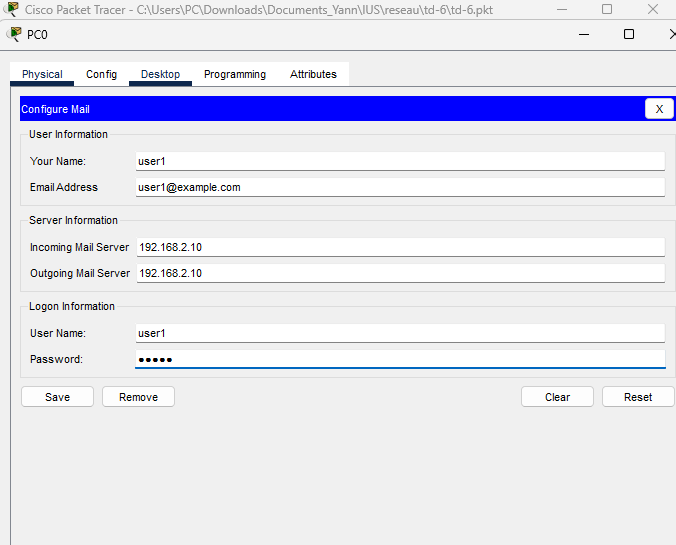 Cisco Packet Tracer - C:\Users\PC\Downloads\Documents_Yann\IUS\reseau\td-6\td-6.pkt
PC0
Physical Config Desktop Programming Attributes
Configure Mail X
User Information
Your Name: user1
Email Address user1@example.com
Server Information
Incoming Mail Server 192.168.2.10
Outgoing Mail Server 192.168.2.10
Logon Information
User Name: user1
Password: •••••
Save Remove Clear Reset